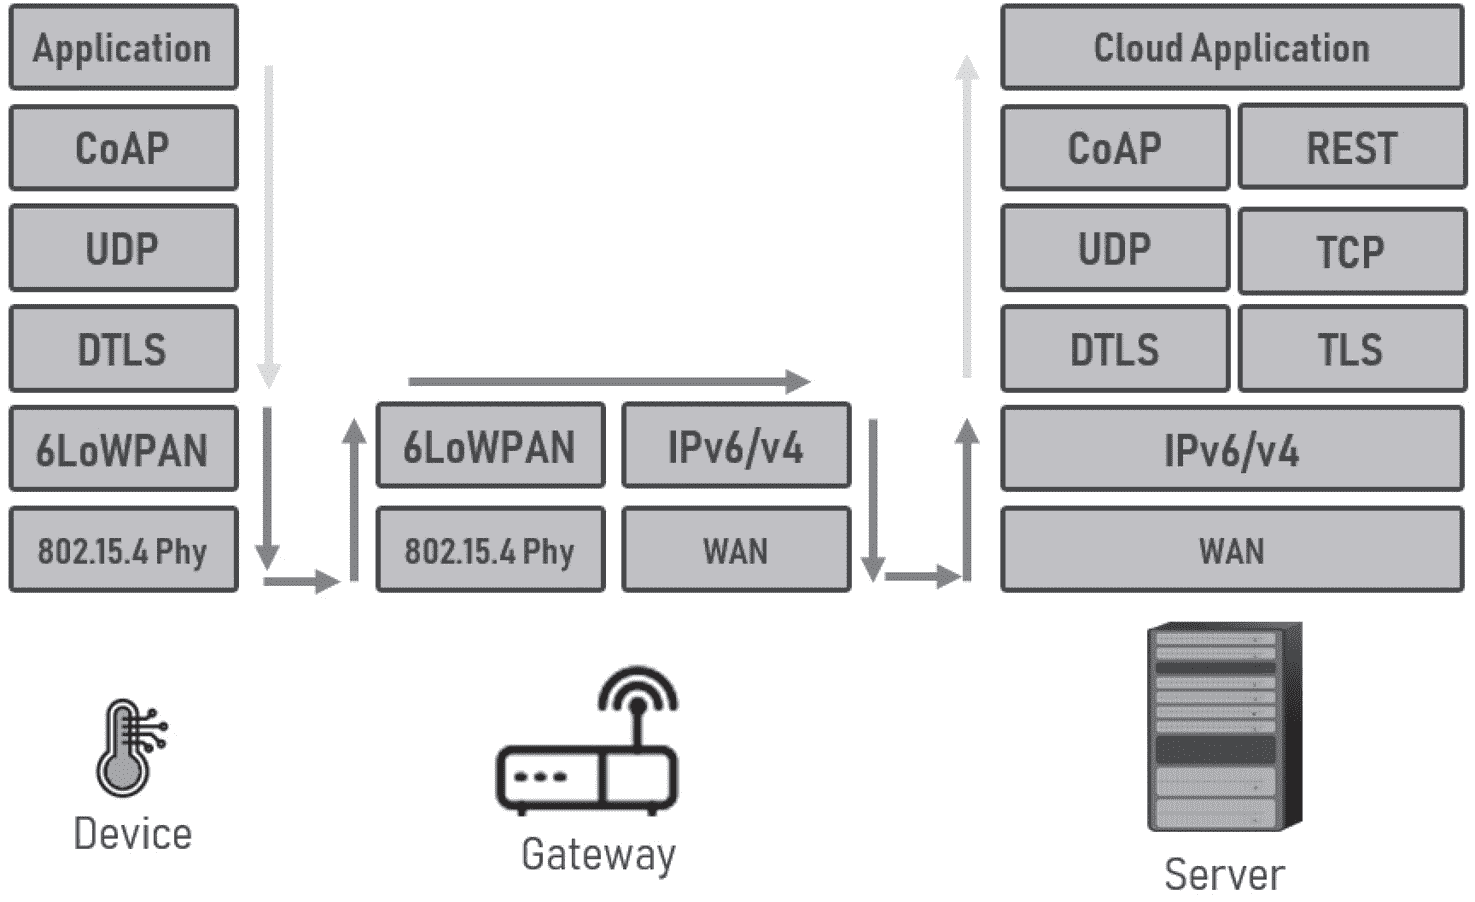 Application
CoAP
UDP
DTLS
6LoWPAN
802.15.4 Phy
Device
6LoWPAN
IPv6/v4
802.15.4 Phy
WAN
Gateway
Cloud Application
CoAP
REST
UDP
TCP
DTLS
TLS
IPv6/v4
WAN
Server